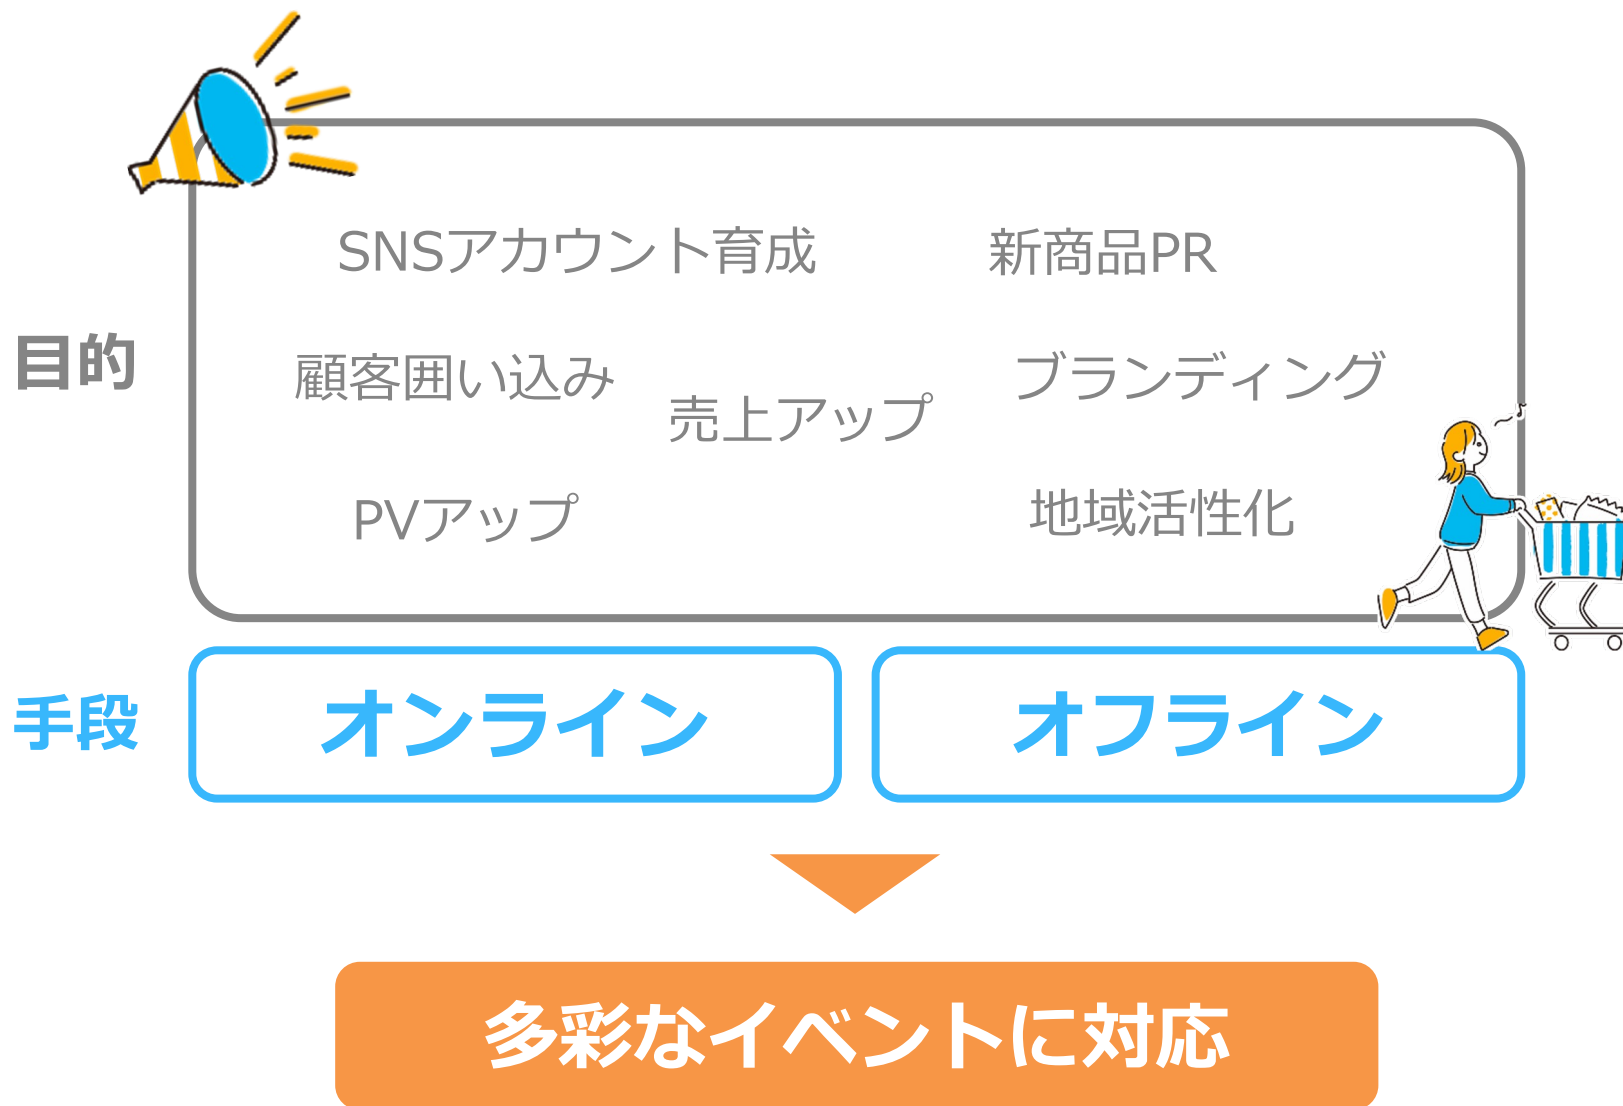 SNSアカウント育成
新商品PR
目的
顧客囲い込み
売上アップ
ブランディング
PVアップ
地域活性化
手段
オンライン
オフライン
多彩なイベントに対応